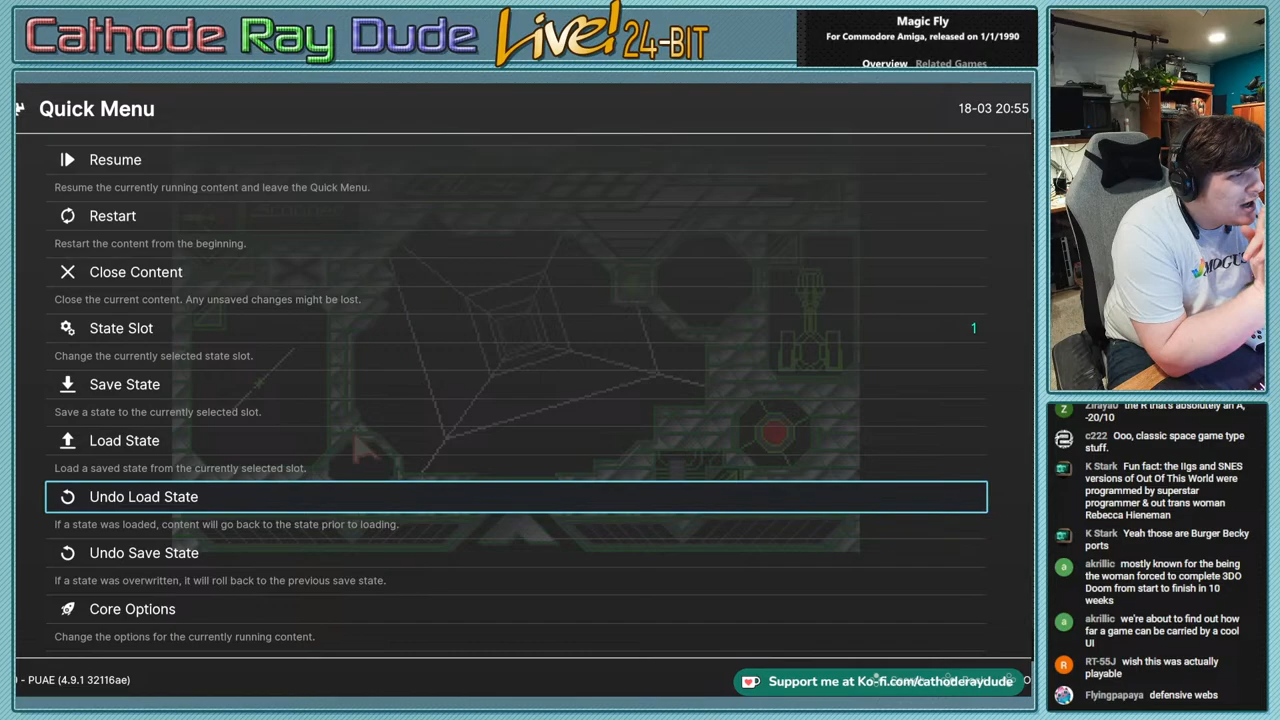 Cathode Ray Dude Live! 24-BIT
Magic Fly
For Commodore Amiga, released on 1/1/1990
Overview Related Games
Quick Menu
18-03 20:55
Resume
Resume the currently running content and leave the Quick Menu.
Restart
Restart the content from the beginning.
Close Content
Close the current content. Any unsaved changes might be lost.
State Slot
1
Change the currently selected state slot.
Save State
Save a state to the currently selected slot.
Load State
Load a saved state from the currently selected slot.
Undo Load State
If a state was loaded, content will go back to the state prior to loading.
Undo Save State
If a state was overwritten, it will roll back to the previous save state.
Core Options
Change the options for the currently running content.
- PUAE (4.9.1 32116ae)
Support me at Ko-fi.com/cathoderaydude
Zirayao the R that's absolutely an A,
-20/10
c222 Ooo, classic space game type
stuff.
K Stark Fun fact: the IIgs and SNES
versions of Out Of This World were
programmed by superstar
programmer & out trans woman
Rebecca Hieneman
K Stark Yeah those are Burger Becky
ports
akrillic mostly known for the being
the woman forced to complete 3DO
Doom from start to finish in 10
weeks
akrillic we're about to find out how
far a game can be carried by a cool
UI
RT-55J wish this was actually
playable
Flyingpapaya defensive webs